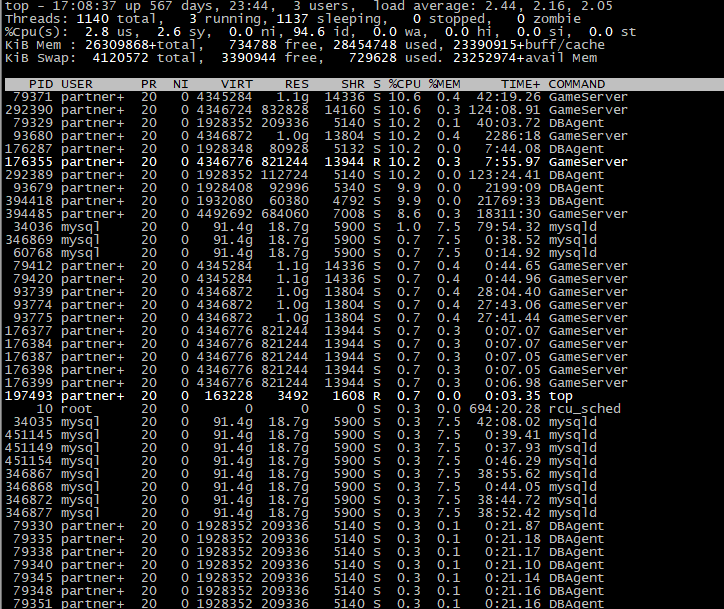 top - 17:08:37 up 567 days, 23:44,  3 users,  load average: 2.44, 2.16, 2.05
Threads: 1140 total,   3 running, 1137 sleeping,   0 stopped,   0 zombie
%Cpu(s):  2.8 us,  2.6 sy,  0.0 ni, 94.6 id,  0.0 wa,  0.0 hi,  0.0 si,  0.0 st
KiB Mem : 26309868+total,   734788 free, 28454748 used, 23390915+buff/cache
KiB Swap:  4120572 total,  3390944 free,   729628 used. 23252974+avail Mem
PID USER      PR  NI    VIRT    RES    SHR S %CPU %MEM     TIME+ COMMAND
79371 partner+  20   0 4345284   1.1g  14336 S 10.6  0.4  42:19.26 GameServer
292390 partner+  20   0 4346724 832828  14160 S 10.6  0.3 124:08.91 GameServer
79329 partner+  20   0 1928352 209336   5140 S 10.2  0.1  40:03.72 DBAgent
93680 partner+  20   0 4346872   1.0g  13804 S 10.2  0.4   2286:18 GameServer
176287 partner+  20   0 1928348  80928   5132 S 10.2  0.0   7:44.08 DBAgent
176355 partner+  20   0 4346776 821244  13944 R 10.2  0.3   7:55.97 GameServer
292389 partner+  20   0 1928352 112724   5140 S 10.2  0.0 123:24.41 DBAgent
93679 partner+  20   0 1928408  92996   5340 S  9.9  0.0   2199:09 DBAgent
394418 partner+  20   0 1932080  60380   4792 S  9.9  0.0  21769:33 DBAgent
394485 partner+  20   0 4492692 684060   7008 S  8.6  0.3  18311:30 GameServer
34036 mysql     20   0   91.4g  18.7g   5900 S  1.0  7.5  79:54.32 mysqld
346869 mysql     20   0   91.4g  18.7g   5900 S  0.7  7.5   0:38.52 mysqld
60768 mysql     20   0   91.4g  18.7g   5900 S  0.7  7.5   0:14.92 mysqld
79412 partner+  20   0 4345284   1.1g  14336 S  0.7  0.4   0:44.65 GameServer
79420 partner+  20   0 4345284   1.1g  14336 S  0.7  0.4   0:44.96 GameServer
93739 partner+  20   0 4346872   1.0g  13804 S  0.7  0.4  28:04.40 GameServer
93774 partner+  20   0 4346872   1.0g  13804 S  0.7  0.4  27:43.06 GameServer
93775 partner+  20   0 4346872   1.0g  13804 S  0.7  0.4  27:41.44 GameServer
176377 partner+  20   0 4346776 821244  13944 S  0.7  0.3   0:07.07 GameServer
176384 partner+  20   0 4346776 821244  13944 S  0.7  0.3   0:07.07 GameServer
176387 partner+  20   0 4346776 821244  13944 S  0.7  0.3   0:07.05 GameServer
176398 partner+  20   0 4346776 821244  13944 S  0.7  0.3   0:07.05 GameServer
176399 partner+  20   0 4346776 821244  13944 S  0.7  0.3   0:06.98 GameServer
197493 partner+  20   0  163228   3492   1608 R  0.7  0.0   0:03.35 top
10 root      20   0       0      0      0 S  0.3  0.0 694:20.28 rcu_sched
34035 mysql     20   0   91.4g  18.7g   5900 S  0.3  7.5  42:08.02 mysqld
451145 mysql     20   0   91.4g  18.7g   5900 S  0.3  7.5   0:39.41 mysqld
451149 mysql     20   0   91.4g  18.7g   5900 S  0.3  7.5   0:37.93 mysqld
451154 mysql     20   0   91.4g  18.7g   5900 S  0.3  7.5   0:46.29 mysqld
346867 mysql     20   0   91.4g  18.7g   5900 S  0.3  7.5  38:55.62 mysqld
346868 mysql     20   0   91.4g  18.7g   5900 S  0.3  7.5   0:44.05 mysqld
346872 mysql     20   0   91.4g  18.7g   5900 S  0.3  7.5  38:44.72 mysqld
346877 mysql     20   0   91.4g  18.7g   5900 S  0.3  7.5  38:52.42 mysqld
79330 partner+  20   0 1928352 209336   5140 S  0.3  0.1   0:21.87 DBAgent
79335 partner+  20   0 1928352 209336   5140 S  0.3  0.1   0:21.18 DBAgent
79338 partner+  20   0 1928352 209336   5140 S  0.3  0.1   0:21.17 DBAgent
79340 partner+  20   0 1928352 209336   5140 S  0.3  0.1   0:21.10 DBAgent
79345 partner+  20   0 1928352 209336   5140 S  0.3  0.1   0:21.14 DBAgent
79348 partner+  20   0 1928352 209336   5140 S  0.3  0.1   0:21.16 DBAgent
79351 partner+  20   0 1928352 209336   5140 S  0.3  0.1   0:21.16 DBAgent